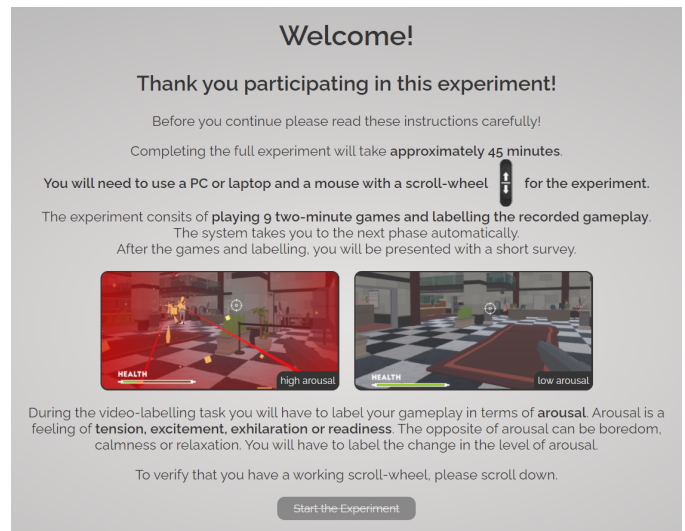 Welcome!
Thank you participating in this experiment!
Before you continue please read these instructions carefully!
Completing the full experiment will take approximately 45 minutes.
You will need to use a PC or laptop and a mouse with a scroll-wheel for the experiment.
The experiment consits of playing 9 two-minute games and labelling the recorded gameplay.
The system takes you to the next phase automatically.
After the games and labelling, you will be presented with a short survey.
HEALTH
high arousal
HEALTH
low arousal
During the video-labelling task you will have to label your gameplay in terms of arousal. Arousal is a
feeling of tension, excitement, exhilaration or readiness. The opposite of arousal can be boredom,
calmness or relaxation. You will have to label the change in the level of arousal.
To verify that you have a working scroll-wheel, please scroll down.
Start the Experiment